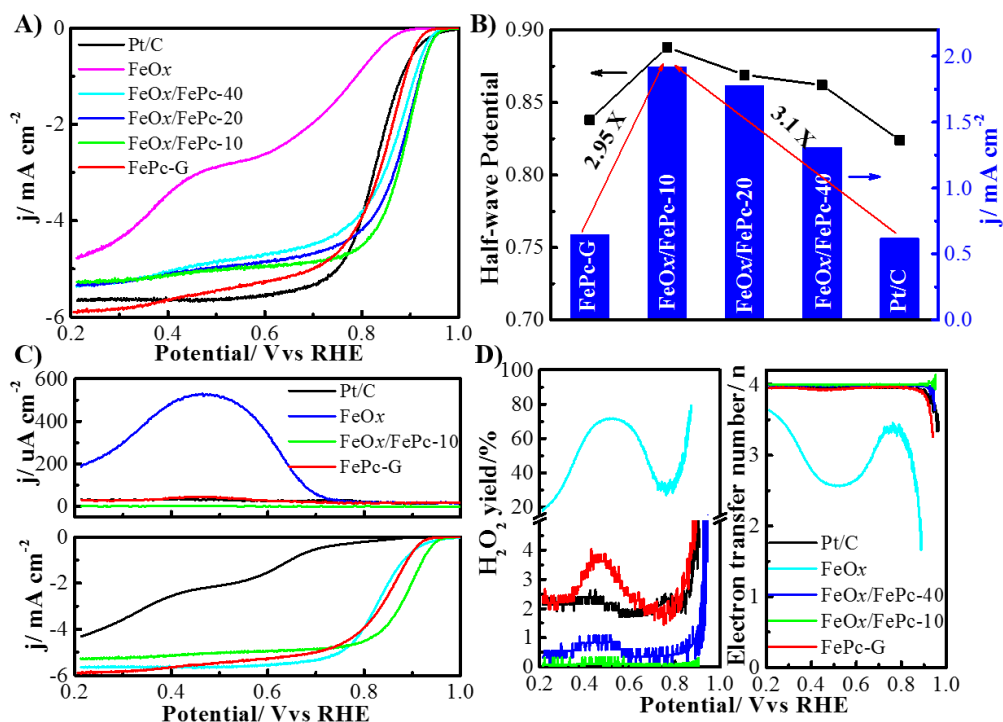 A)
0
-2
-4
-6
j/ mA cm-2
Pt/C
FeOx
FeOx/FePc-40
FeOx/FePc-20
FeOx/FePc-10
FePc-G
0.2 0.4 0.6 0.8 1.0
Potential/ Vvs RHE
B)
0.90
0.85
0.80
0.75
0.70
Half-wave Potential
2.95 X
3.1 X
FePc-G
FeOx/FePc-10
FeOx/FePc-20
FeOx/FePc-40
Pt/C
2.0
1.5
1.0
0.5
0.0
j/ mA cm-2
C)
600
400
200
0
j/ uA cm-2
Pt/C
FeOx
FeOx/FePc-10
FePc-G
0
-2
-4
-6
j/ mA cm-2
0.2 0.4 0.6 0.8 1.0
Potential/ Vvs RHE
D)
100
80
60
40
20
4
3
2
1
0
H2O2 yield/%
0.2 0.4 0.6 0.8 1.0
4
3
2
1
0
Electron transfer number / n
Pt/C
FeOx
FeOx/FePc-40
FeOx/FePc-10
FePc-G
0.2 0.4 0.6 0.8 1.0
Potential/ Vvs RHE